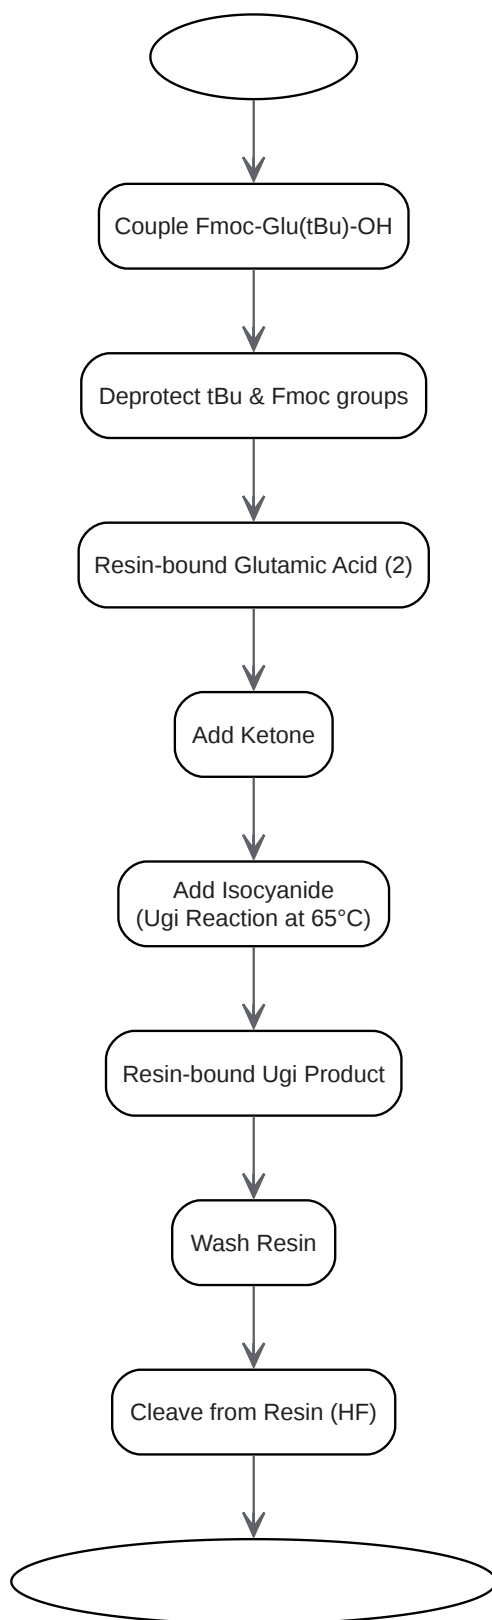 Couple Fmoc-Glu(tBu)-OH
Deprotect tBu & Fmoc groups
Resin-bound Glutamic Acid (2)
Add Ketone
Add Isocyanide
(Ugi Reaction at 65°C)
Resin-bound Ugi Product
Wash Resin
Cleave from Resin (HF)